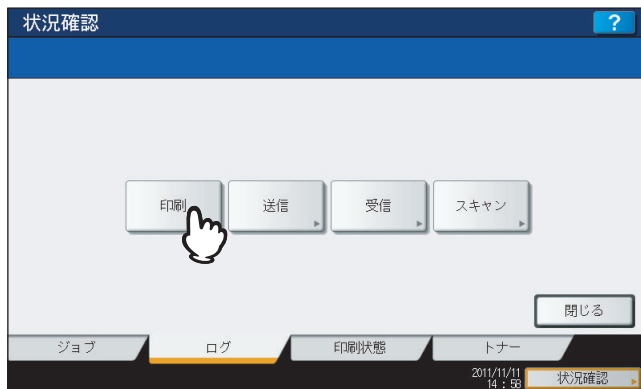 状況確認
?
印刷 送信 受信 スキャン
閉じる
ジョブ ログ 印刷状態 トナー
2011/11/11
14 : 58 状況確認